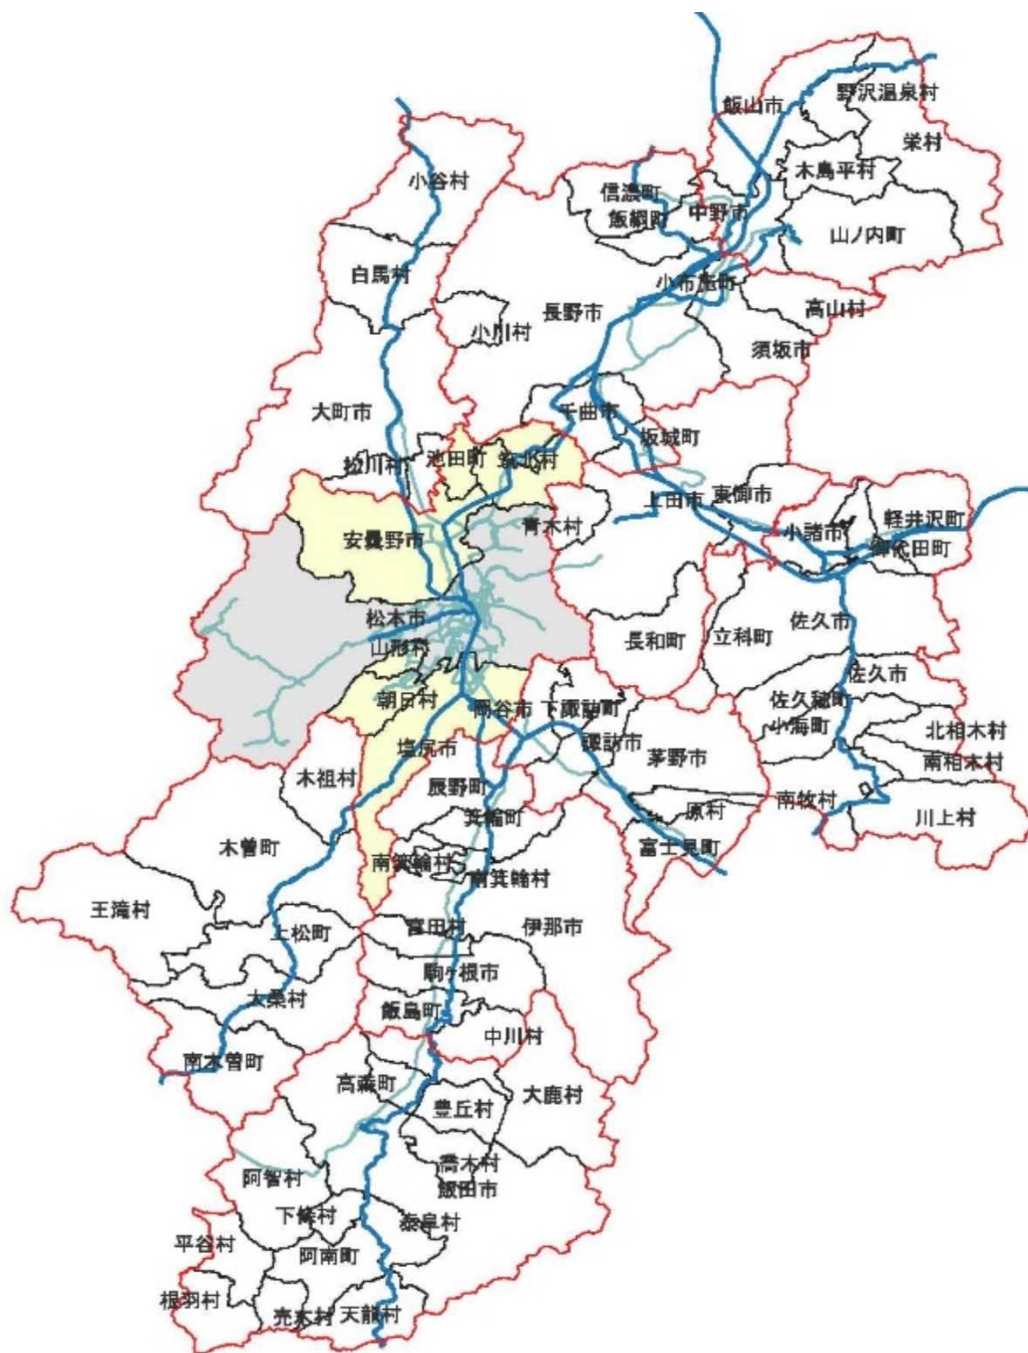 飯山市
野沢温泉村
栄村
小谷村
木島平村
信濃町
中野市
飯綱町
山ノ内町
白馬村
小布施町
高山村
長野市
小川村
須坂市
大町市
千曲市
坂城町
池田町
筑北村
松川村
東御市
上田市
軽井沢町
青木村
小諸市
安曇野市
御代田町
松本市
佐久市
長和町
立科町
山形村
佐久市
朝日村
佐久穂町
岡谷市
下諏訪町
小海町
北相木村
塩尻市
諏訪市
茅野市
南相木村
木祖村
辰野町
南牧村
原村
川上村
箕輪町
木曽町
富士見町
南箕輪村
南箕輪村
王滝村
宮田村
伊那市
上松町
駒ヶ根市
大桑村
飯島町
中川村
南木曽町
高森町
大鹿村
豊丘村
喬木村
阿智村
飯田市
下條村
泰阜村
平谷村
阿南町
根羽村
売木村
天龍村